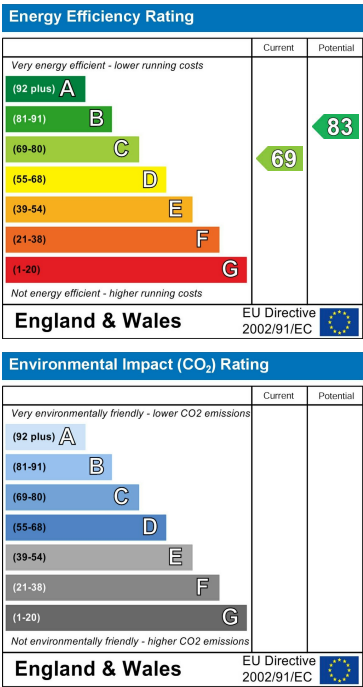 Energy Efficiency Rating
Current Potential
Very energy efficient - lower running costs
(92 plus) A
(81-91) B
(69-80) C
(55-68) D
(39-54) E
(21-38) F
(1-20) G
69
83
Not energy efficient - higher running costs
England & Wales
EU Directive
2002/91/EC
Environmental Impact (CO₂) Rating
Current Potential
Very environmentally friendly - lower CO2 emissions
(92 plus) A
(81-91) B
(69-80) C
(55-68) D
(39-54) E
(21-38) F
(1-20) G
Not environmentally friendly - higher CO2 emissions
England & Wales
EU Directive
2002/91/EC